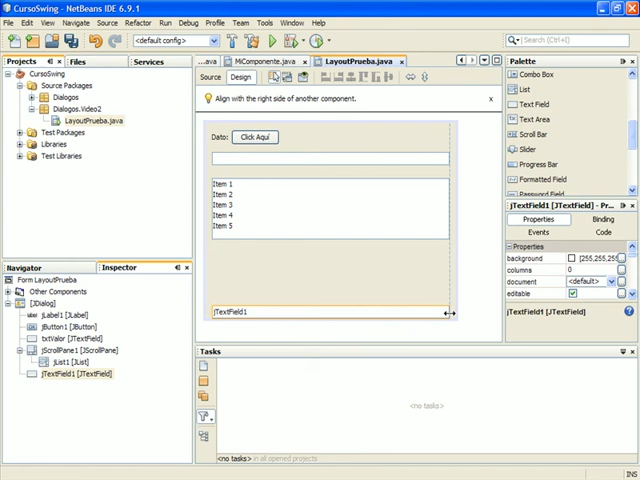 CursoSwing - NetBeans IDE 6.9.1
File Edit View Navigate Source Refactor Run Debug Profile Team Tools Window Help
<default config>
Search (Ctrl+I)
Projects Files Services
...ava MiComponente.java LayoutPrueba.java
Palette
CursoSwing
Source Packages
Dialogos
Dialogos.Video2
LayoutPrueba.java
Test Packages
Libraries
Test Libraries
Source Design
Align with the right side of another component.
Dato: Click Aquí
Item 1
Item 2
Item 3
Item 4
Item 5
jTextField1
Combo Box
List
Text Field
Text Area
Scroll Bar
Slider
Progress Bar
Formatted Field
Password Field
jTextField1 [JTextField] - Pr...
Properties Binding
Events Code
Properties
background [255,255,255
columns 0
document <default>
editable
jTextField1 [JTextField]
Navigator Inspector
Form LayoutPrueba
Other Components
[JDialog]
jLabel1 [JLabel]
jButton1 [JButton]
txtValor [JTextField]
jScrollPane1 [JScrollPane]
jList1 [JList]
jTextField1 [JTextField]
Tasks
<no tasks>
<no tasks> in all opened projects
INS